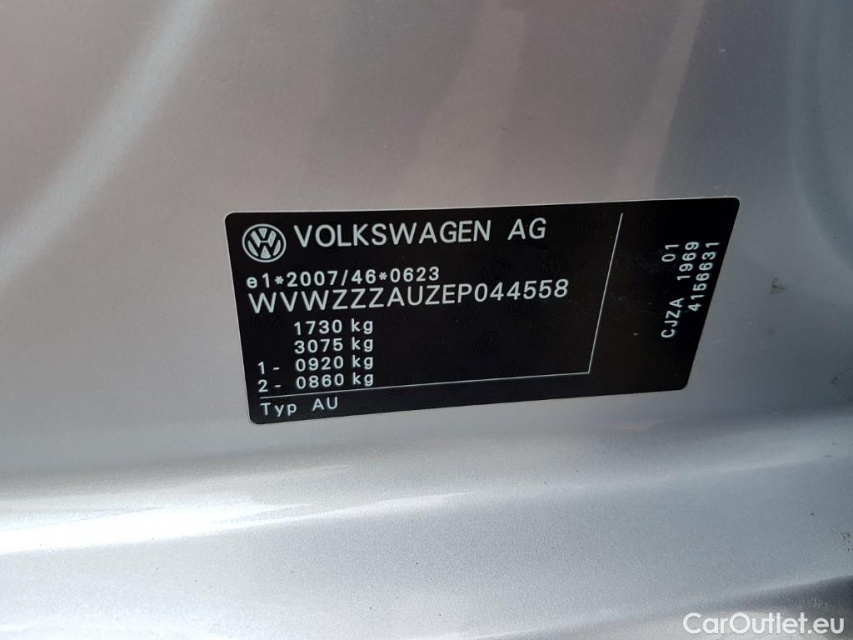 VOLKSWAGEN AG
e1*2007/46*0623
WVWZZZAUZEP044558
1730 kg
3075 kg
1- 0920 kg
2- 0860 kg
Typ AU
01
CJZA 1969
4156631
CarOutlet.eu